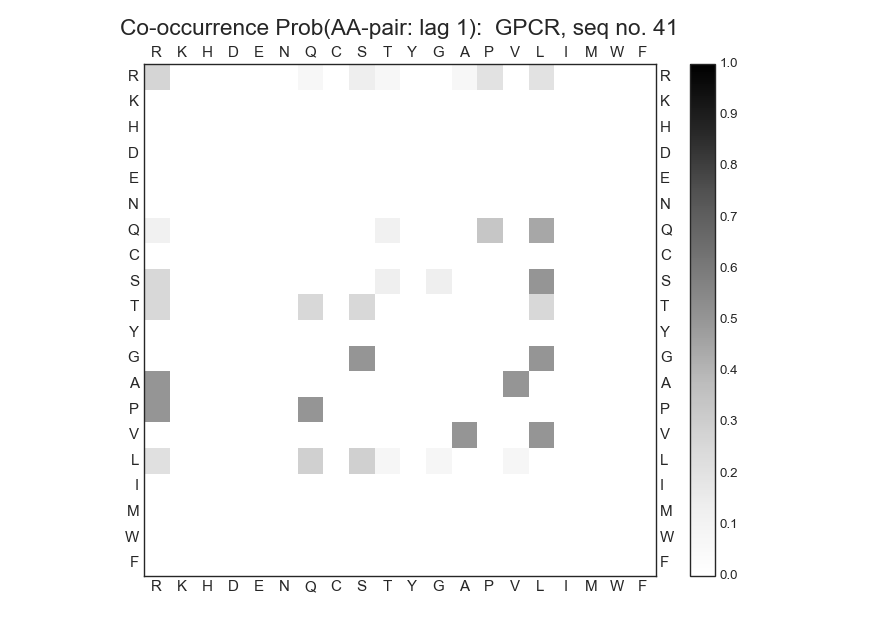 Co-occurrence Prob(AA-pair: lag 1):  GPCR, seq no. 41
R K H D E N Q C S T Y G A P V L I M W F
R R 1.0
K K
H H 0.9
D D 0.8
E E
N N 0.7
Q Q
C C 0.6
S S
T T 0.5
Y Y
G G 0.4
A A
P P 0.3
V V
L L 0.2
I I
M M 0.1
W W
F F 0.0
R K H D E N Q C S T Y G A P V L I M W F